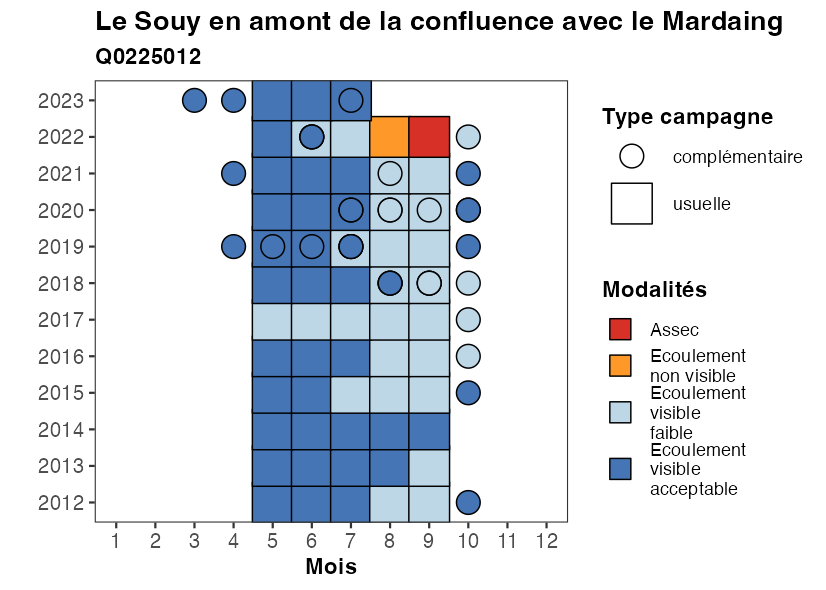 Le Souy en amont de la confluence avec le Mardaing
Q0225012
2023
2022
2021
2020
2019
2018
2017
2016
2015
2014
2013
2012
1 2 3 4 5 6 7 8 9 10 11 12
Mois
Type campagne
complémentaire
usuelle
Modalités
Assec
Ecoulement
non visible
Ecoulement
visible
faible
Ecoulement
visible
acceptable